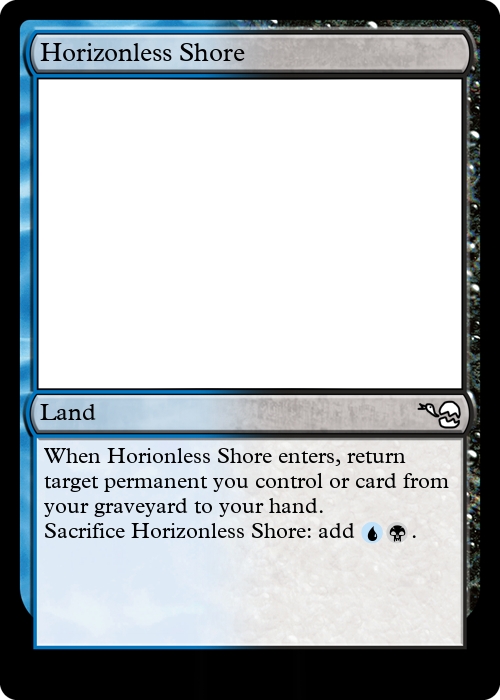 Horizonless Shore
Land
When Horionless Shore enters, return
target permanent you control or card from
your graveyard to your hand.
Sacrifice Horizonless Shore: add .